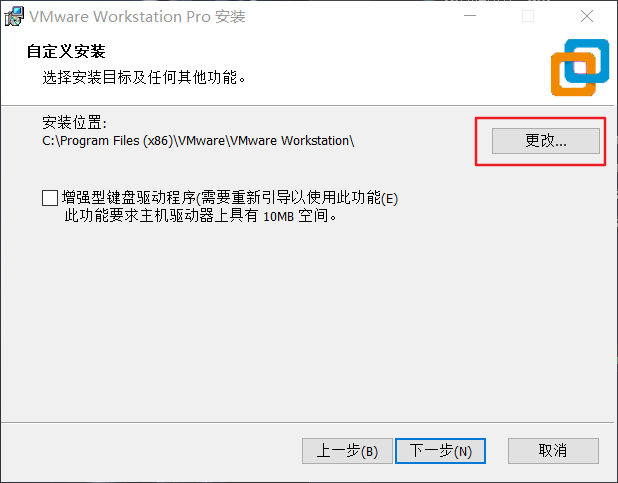 VMware Workstation Pro 安装
自定义安装
选择安装目标及任何其他功能。
安装位置:
C:\Program Files (x86)\VMware\VMware Workstation\
更改...
增强型键盘驱动程序(需要重新引导以使用此功能(E)
此功能要求主机驱动器上具有 10MB 空间。
上一步(B) 下一步(N) 取消